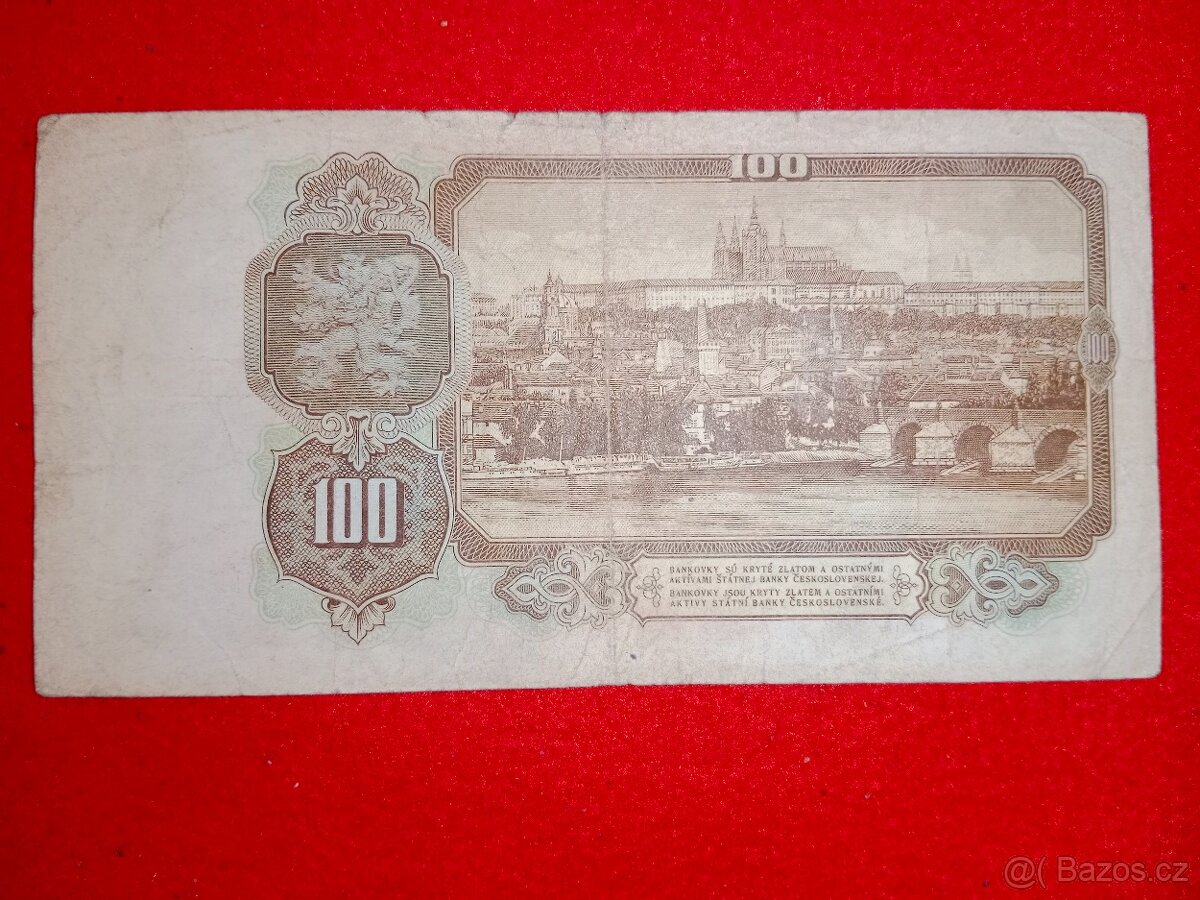 100
100
100
BANKOVKY SÚ KRYTÉ ZLATOM A OSTATNÝMI
AKTÍVAMI ŠTÁTNEJ BANKY ČESKOSLOVENSKEJ.
BANKOVKY JSOU KRYTY ZLATEM A OSTATNÍMI
AKTIVY STÁTNÍ BANKY ČESKOSLOVENSKÉ.
@( Bazos.cz